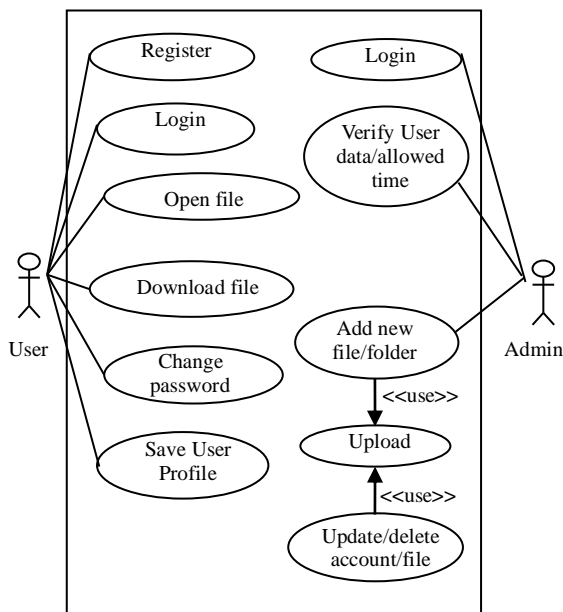 Register
Login
Login
Verify User
data/allowed
time
Open file
Download file
User
Admin
Add new
file/folder
Change
password
<<use>>
Upload
Save User
Profile
<<use>>
Update/delete
account/file